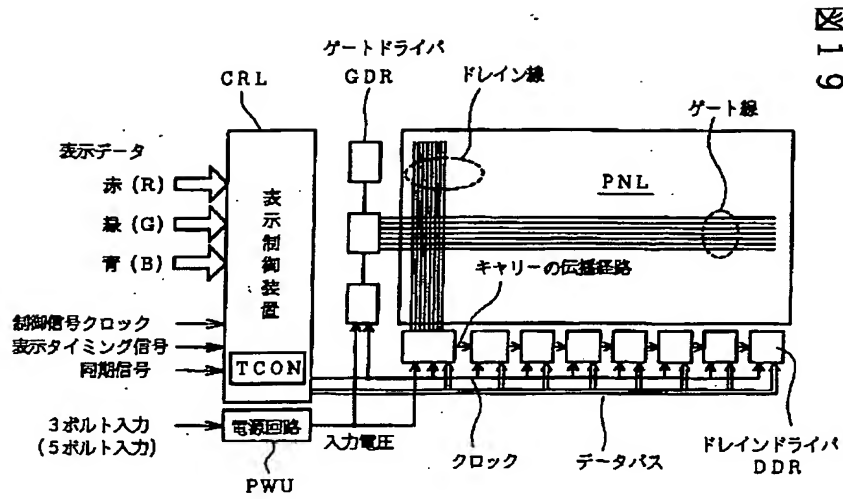 図19
ゲートドライバ
GDR
CRL
ドレイン線
ゲート線
表示データ
赤 (R)
緑 (G)
青 (B)
表示制御装置
PNL
キャリーの伝播経路
制御信号クロック
表示タイミング信号
同期信号
TCON
3ボルト入力
(5ボルト入力)
電源回路
入力電圧
クロック
データバス
ドレインドライバ
DDR
PWU